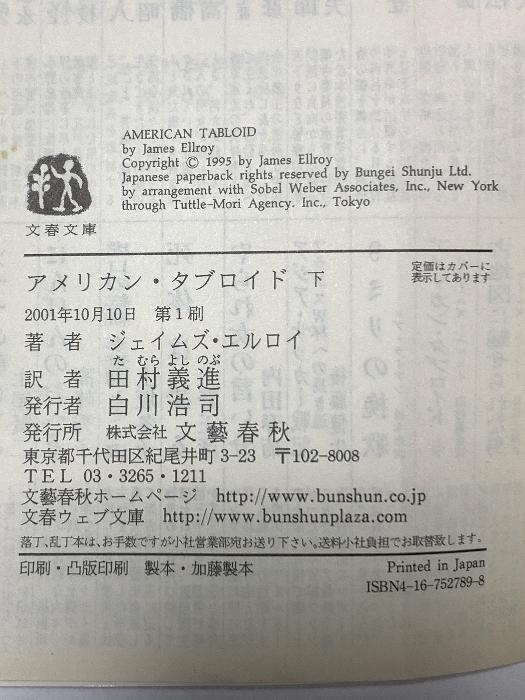 AMERICAN TABLOID
by James Ellroy
Copyright © 1995 by James Ellroy
Japanese paperback rights reserved by Bungei Shunju Ltd.
by arrangement with Sobel Weber Associates, Inc., New York
through Tuttle-Mori Agency. Inc., Tokyo
文春文庫
アメリカン・タブロイド 下
定価はカバーに
表示してあります
2001年10月10日 第1刷
著者 ジェイムズ・エルロイ
た むら よし のぶ
訳者 田村義進
発行者 白川浩司
発行所 株式会社 文藝春秋
東京都千代田区紀尾井町3-23 〒102-8008
TEL 03・3265・1211
文藝春秋ホームページ http://www.bunshun.co.jp
文春ウェブ文庫 http://www.bunshunplaza.com
落丁、乱丁本は、お手数ですが小社営業部宛お送り下さい。送料小社負担でお取替致します。
印刷・凸版印刷 製本・加藤製本
Printed in Japan
ISBN4-16-752789-8